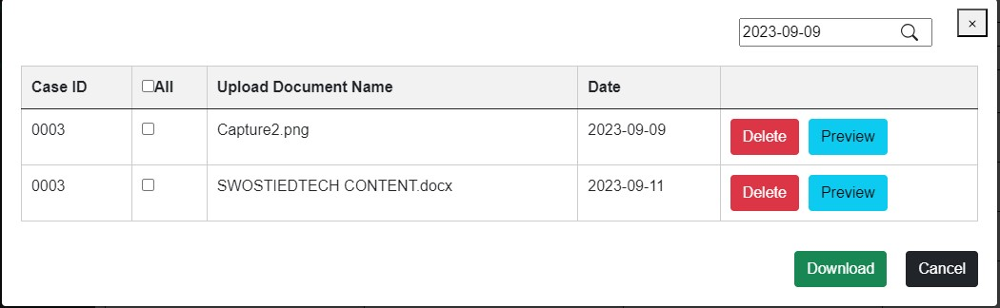 2023-09-09
×
Case ID All Upload Document Name Date
0003 Capture2.png 2023-09-09 Delete Preview
0003 SWOSTIEDTECH CONTENT.docx 2023-09-11 Delete Preview
Download Cancel